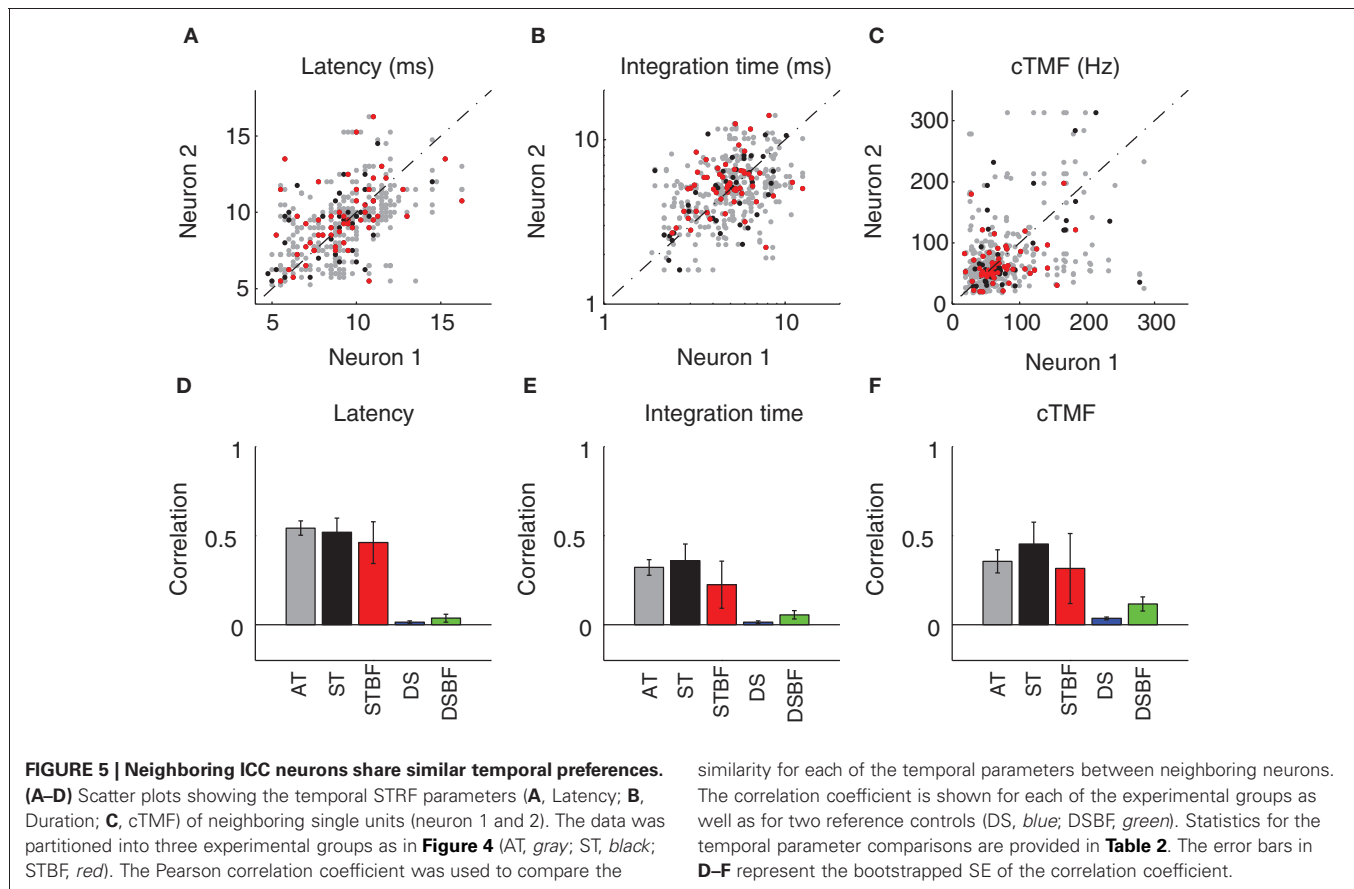 A
Latency (ms)
Neuron 2
15
10
5
5 10 15
Neuron 1
B
Integration time (ms)
Neuron 2
10
1
1 10
Neuron 1
C
cTMF (Hz)
Neuron 2
300
200
100
0
0 100 200 300
Neuron 1
D
Latency
Correlation
1
0.5
0
AT ST STBF DS DSBF
E
Integration time
Correlation
1
0.5
0
AT ST STBF DS DSBF
F
cTMF
Correlation
1
0.5
0
AT ST STBF DS DSBF
FIGURE 5 | Neighboring ICC neurons share similar temporal preferences.
(A–D) Scatter plots showing the temporal STRF parameters (A, Latency; B,
Duration; C, cTMF) of neighboring single units (neuron 1 and 2). The data was
partitioned into three experimental groups as in Figure 4 (AT, gray; ST, black;
STBF, red). The Pearson correlation coefficient was used to compare the
similarity for each of the temporal parameters between neighboring neurons.
The correlation coefficient is shown for each of the experimental groups as
well as for two reference controls (DS, blue; DSBF, green). Statistics for the
temporal parameter comparisons are provided in Table 2. The error bars in
D–F represent the bootstrapped SE of the correlation coefficient.